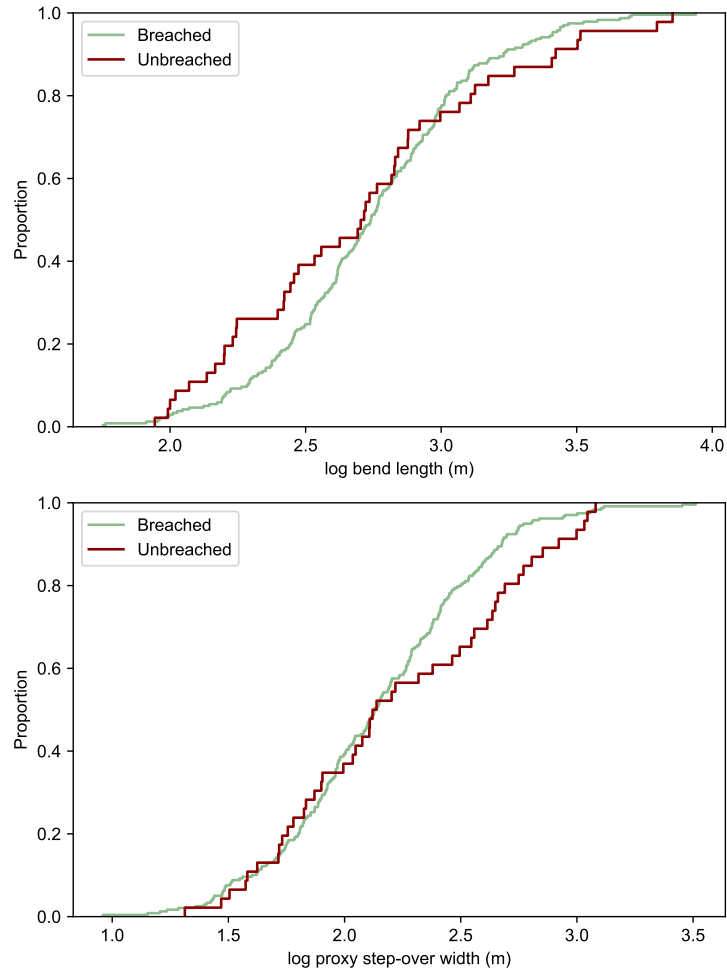 1.0
Breached
Unbreached
0.8
0.6
Proportion
0.4
0.2
0.0
2.0 2.5 3.0 3.5 4.0
log bend length (m)
1.0
Breached
Unbreached
0.8
0.6
Proportion
0.4
0.2
0.0
1.0 1.5 2.0 2.5 3.0 3.5
log proxy step-over width (m)